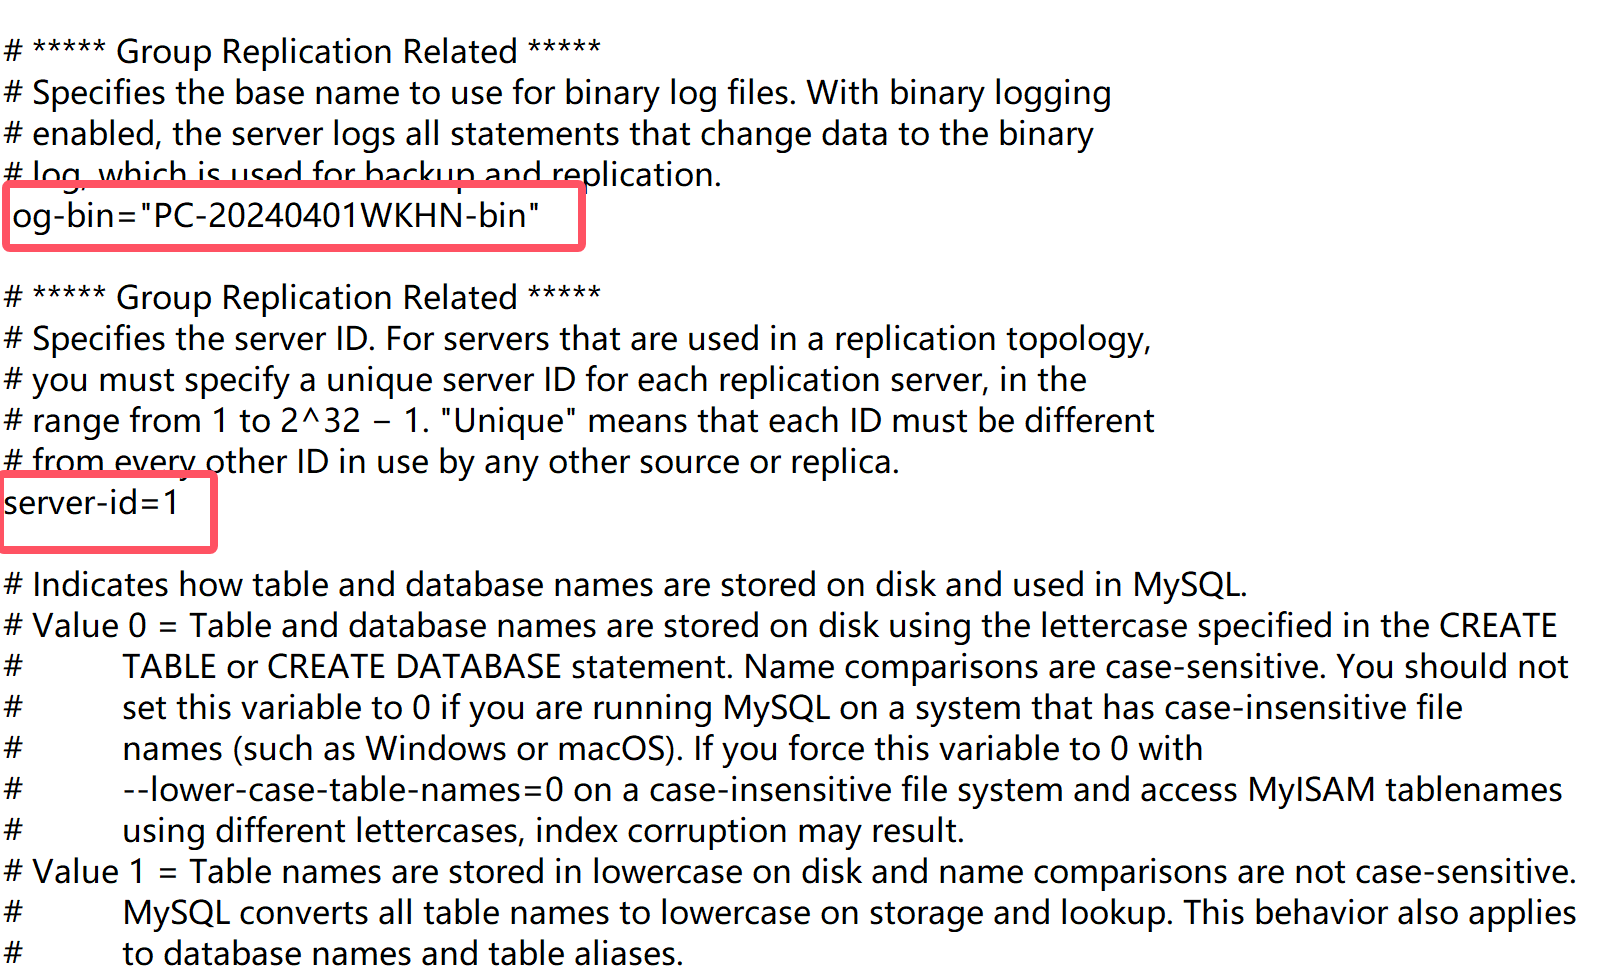 # ***** Group Replication Related *****
# Specifies the base name to use for binary log files. With binary logging
# enabled, the server logs all statements that change data to the binary
# log, which is used for backup and replication.
og-bin="PC-20240401WKHN-bin"
# ***** Group Replication Related *****
# Specifies the server ID. For servers that are used in a replication topology,
# you must specify a unique server ID for each replication server, in the
# range from 1 to 2^32 − 1. "Unique" means that each ID must be different
# from every other ID in use by any other source or replica.
server-id=1
# Indicates how table and database names are stored on disk and used in MySQL.
# Value 0 = Table and database names are stored on disk using the lettercase specified in the CREATE
# TABLE or CREATE DATABASE statement. Name comparisons are case-sensitive. You should not
# set this variable to 0 if you are running MySQL on a system that has case-insensitive file
# names (such as Windows or macOS). If you force this variable to 0 with
# --lower-case-table-names=0 on a case-insensitive file system and access MyISAM tablenames
# using different lettercases, index corruption may result.
# Value 1 = Table names are stored in lowercase on disk and name comparisons are not case-sensitive.
# MySQL converts all table names to lowercase on storage and lookup. This behavior also applies
# to database names and table aliases.